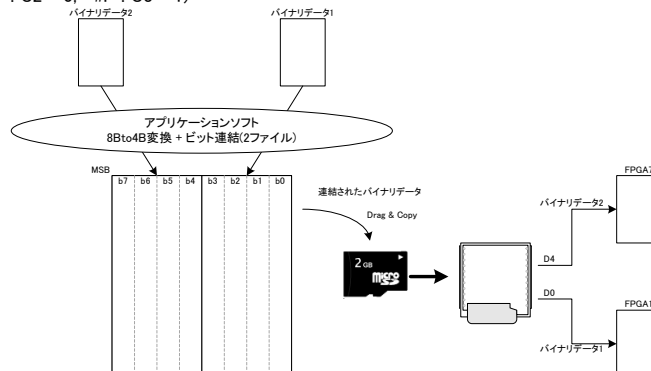 バイナリデータ2
バイナリデータ1
アプリケーションソフト
8Bto4B変換 + ビット連結(2ファイル)
MSB
b7 b6 b5 b4 b3 b2 b1 b0
連結されたバイナリデータ
Drag & Copy
2 GB
micro
FPGA7
バイナリデータ2
D4
D0
FPGA1
バイナリデータ1